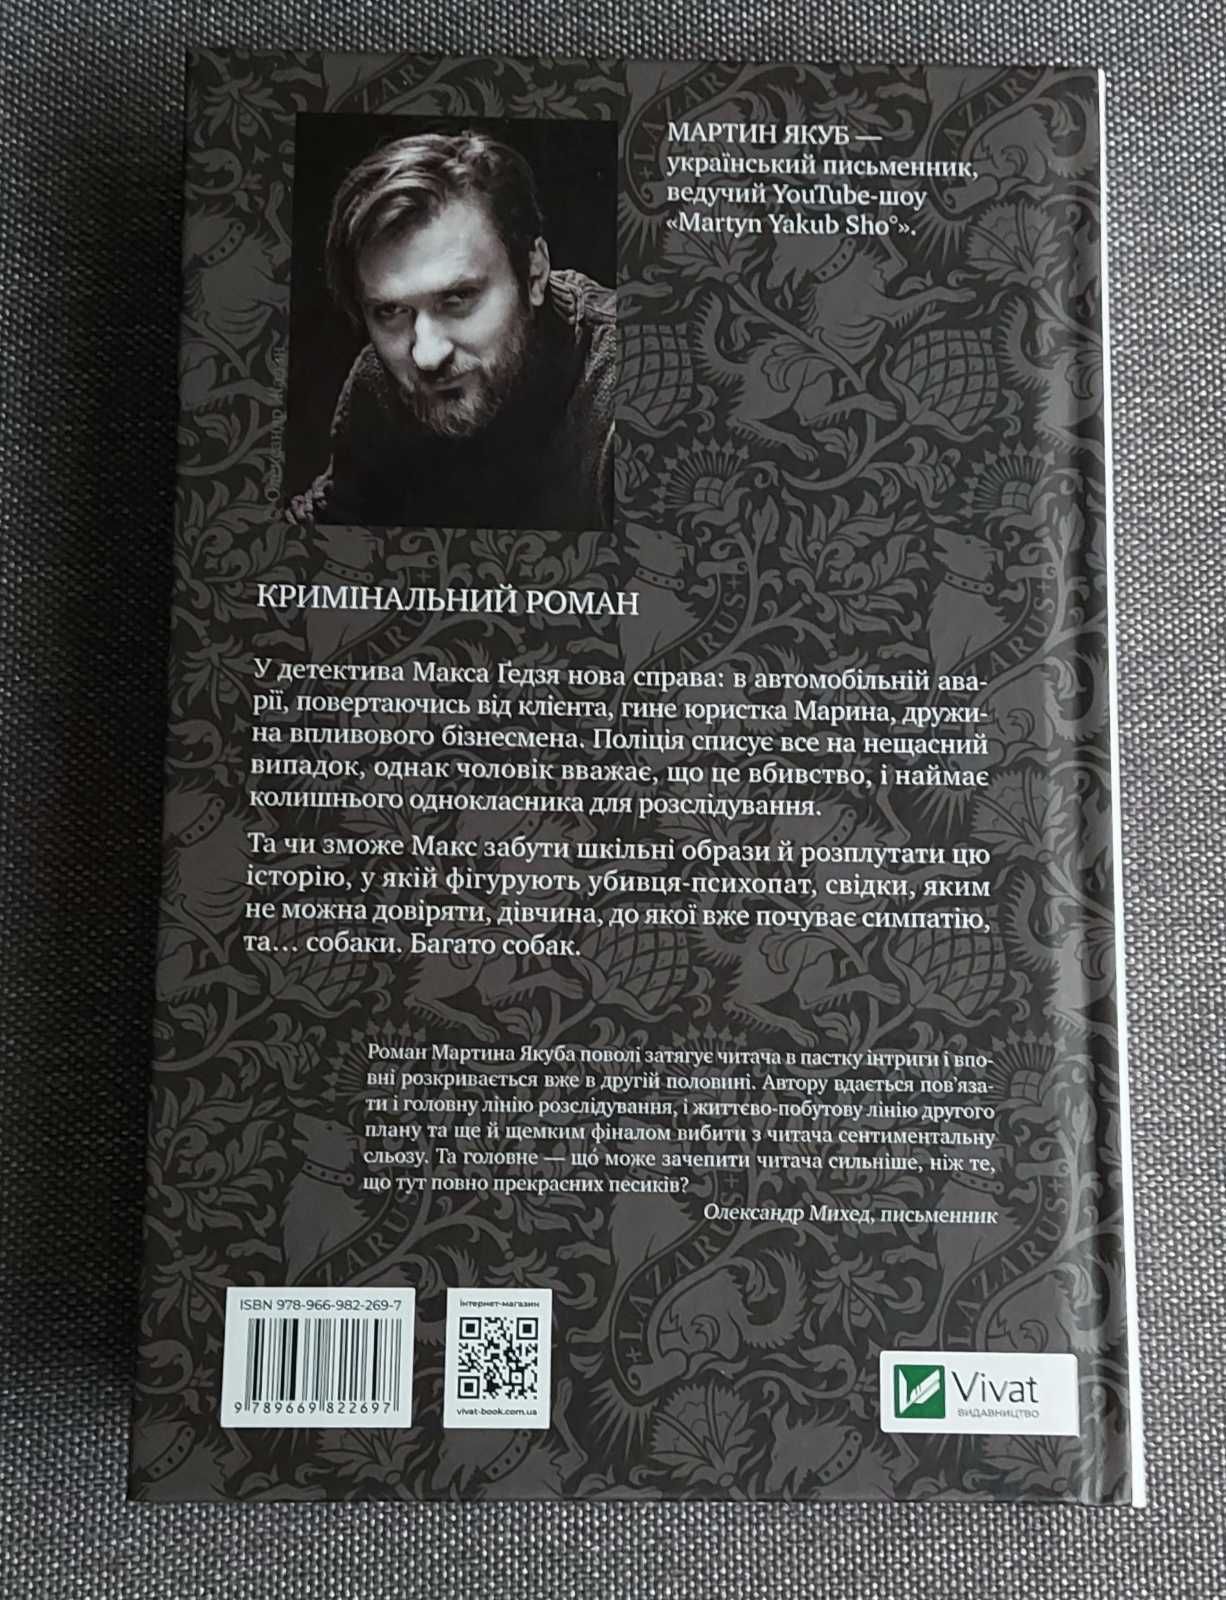 МАРТИН ЯКУБ —
український письменник,
ведучий YouTube-шоу
«Martyn Yakub Sho°».
КРИМІНАЛЬНИЙ РОМАН
У детектива Макса Ґедзя нова справа: в автомобільній ава-
рії, повертаючись від клієнта, гине юристка Марина, дружи-
на впливового бізнесмена. Поліція списує все на нещасний
випадок, однак чоловік вважає, що це вбивство, і наймає
колишнього однокласника для розслідування.
Та чи зможе Макс забути шкільні образи й розплутати цю
історію, у якій фігурують убивця-психопат, свідки, яким
не можна довіряти, дівчина, до якої вже почуває симпатію,
та… собаки. Багато собак.
Роман Мартина Якуба поволі затягує читача в пастку інтриги і впо-
вні розкривається вже в другій половині. Автору вдається пов’яза-
ти і головну лінію розслідування, і життєво-побутову лінію другого
плану та ще й щемким фіналом вибити з читача сентиментальну
сльозу. Та головне — що́ може зачепити читача сильніше, ніж те,
що тут повно прекрасних песиків?
Олександр Михед, письменник
ISBN 978-966-982-269-7
9 789669 822697
інтернет-магазин
vivat-book.com.ua
Vivat
ВИДАВНИЦТВО
LAZARUS
LAZARUS
LAZARUS